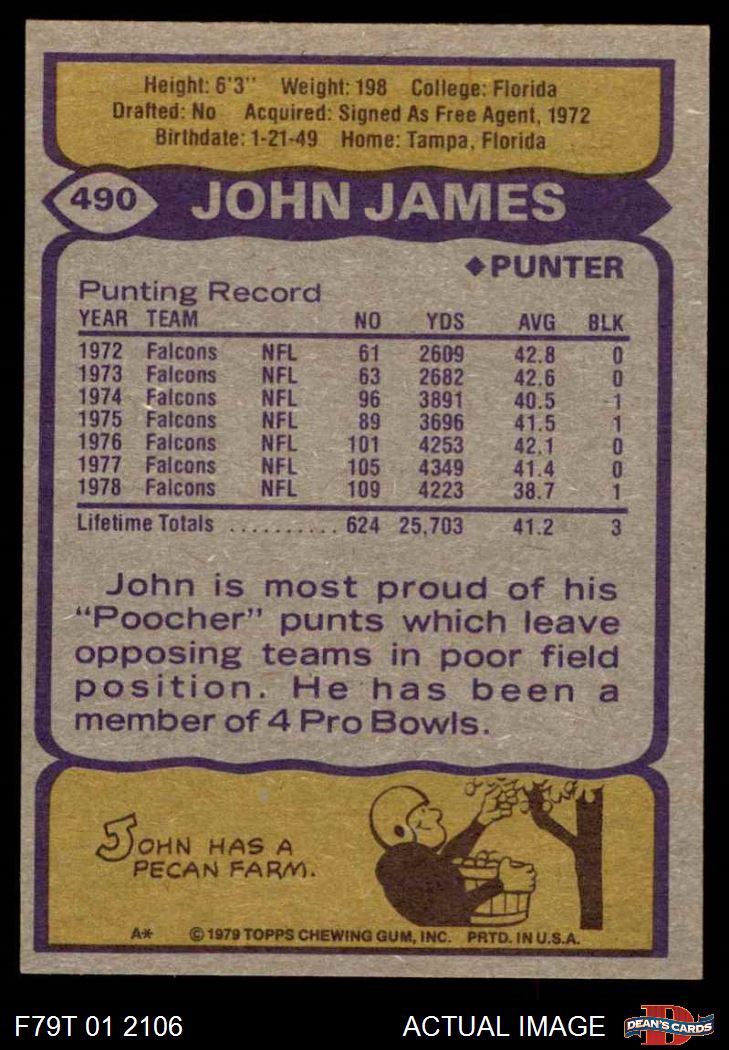 Height: 6'3" Weight: 198 College: Florida
Drafted: No Acquired: Signed As Free Agent, 1972
Birthdate: 1-21-49 Home: Tampa, Florida
490 JOHN JAMES
◆PUNTER
Punting Record
YEAR TEAM NO YDS AVG BLK
1972 Falcons NFL 61 2609 42.8 0
1973 Falcons NFL 63 2682 42.6 0
1974 Falcons NFL 96 3891 40.5 1
1975 Falcons NFL 89 3696 41.5 1
1976 Falcons NFL 101 4253 42.1 0
1977 Falcons NFL 105 4349 41.4 0
1978 Falcons NFL 109 4223 38.7 1
Lifetime Totals .......... 624 25,703 41.2 3
John is most proud of his
"Poocher" punts which leave
opposing teams in poor field
position. He has been a
member of 4 Pro Bowls.
JOHN HAS A
PECAN FARM.
A* © 1979 TOPPS CHEWING GUM, INC. PRTD. IN U.S.A.
F79T 01 2106 ACTUAL IMAGE D DEAN'S CARDS